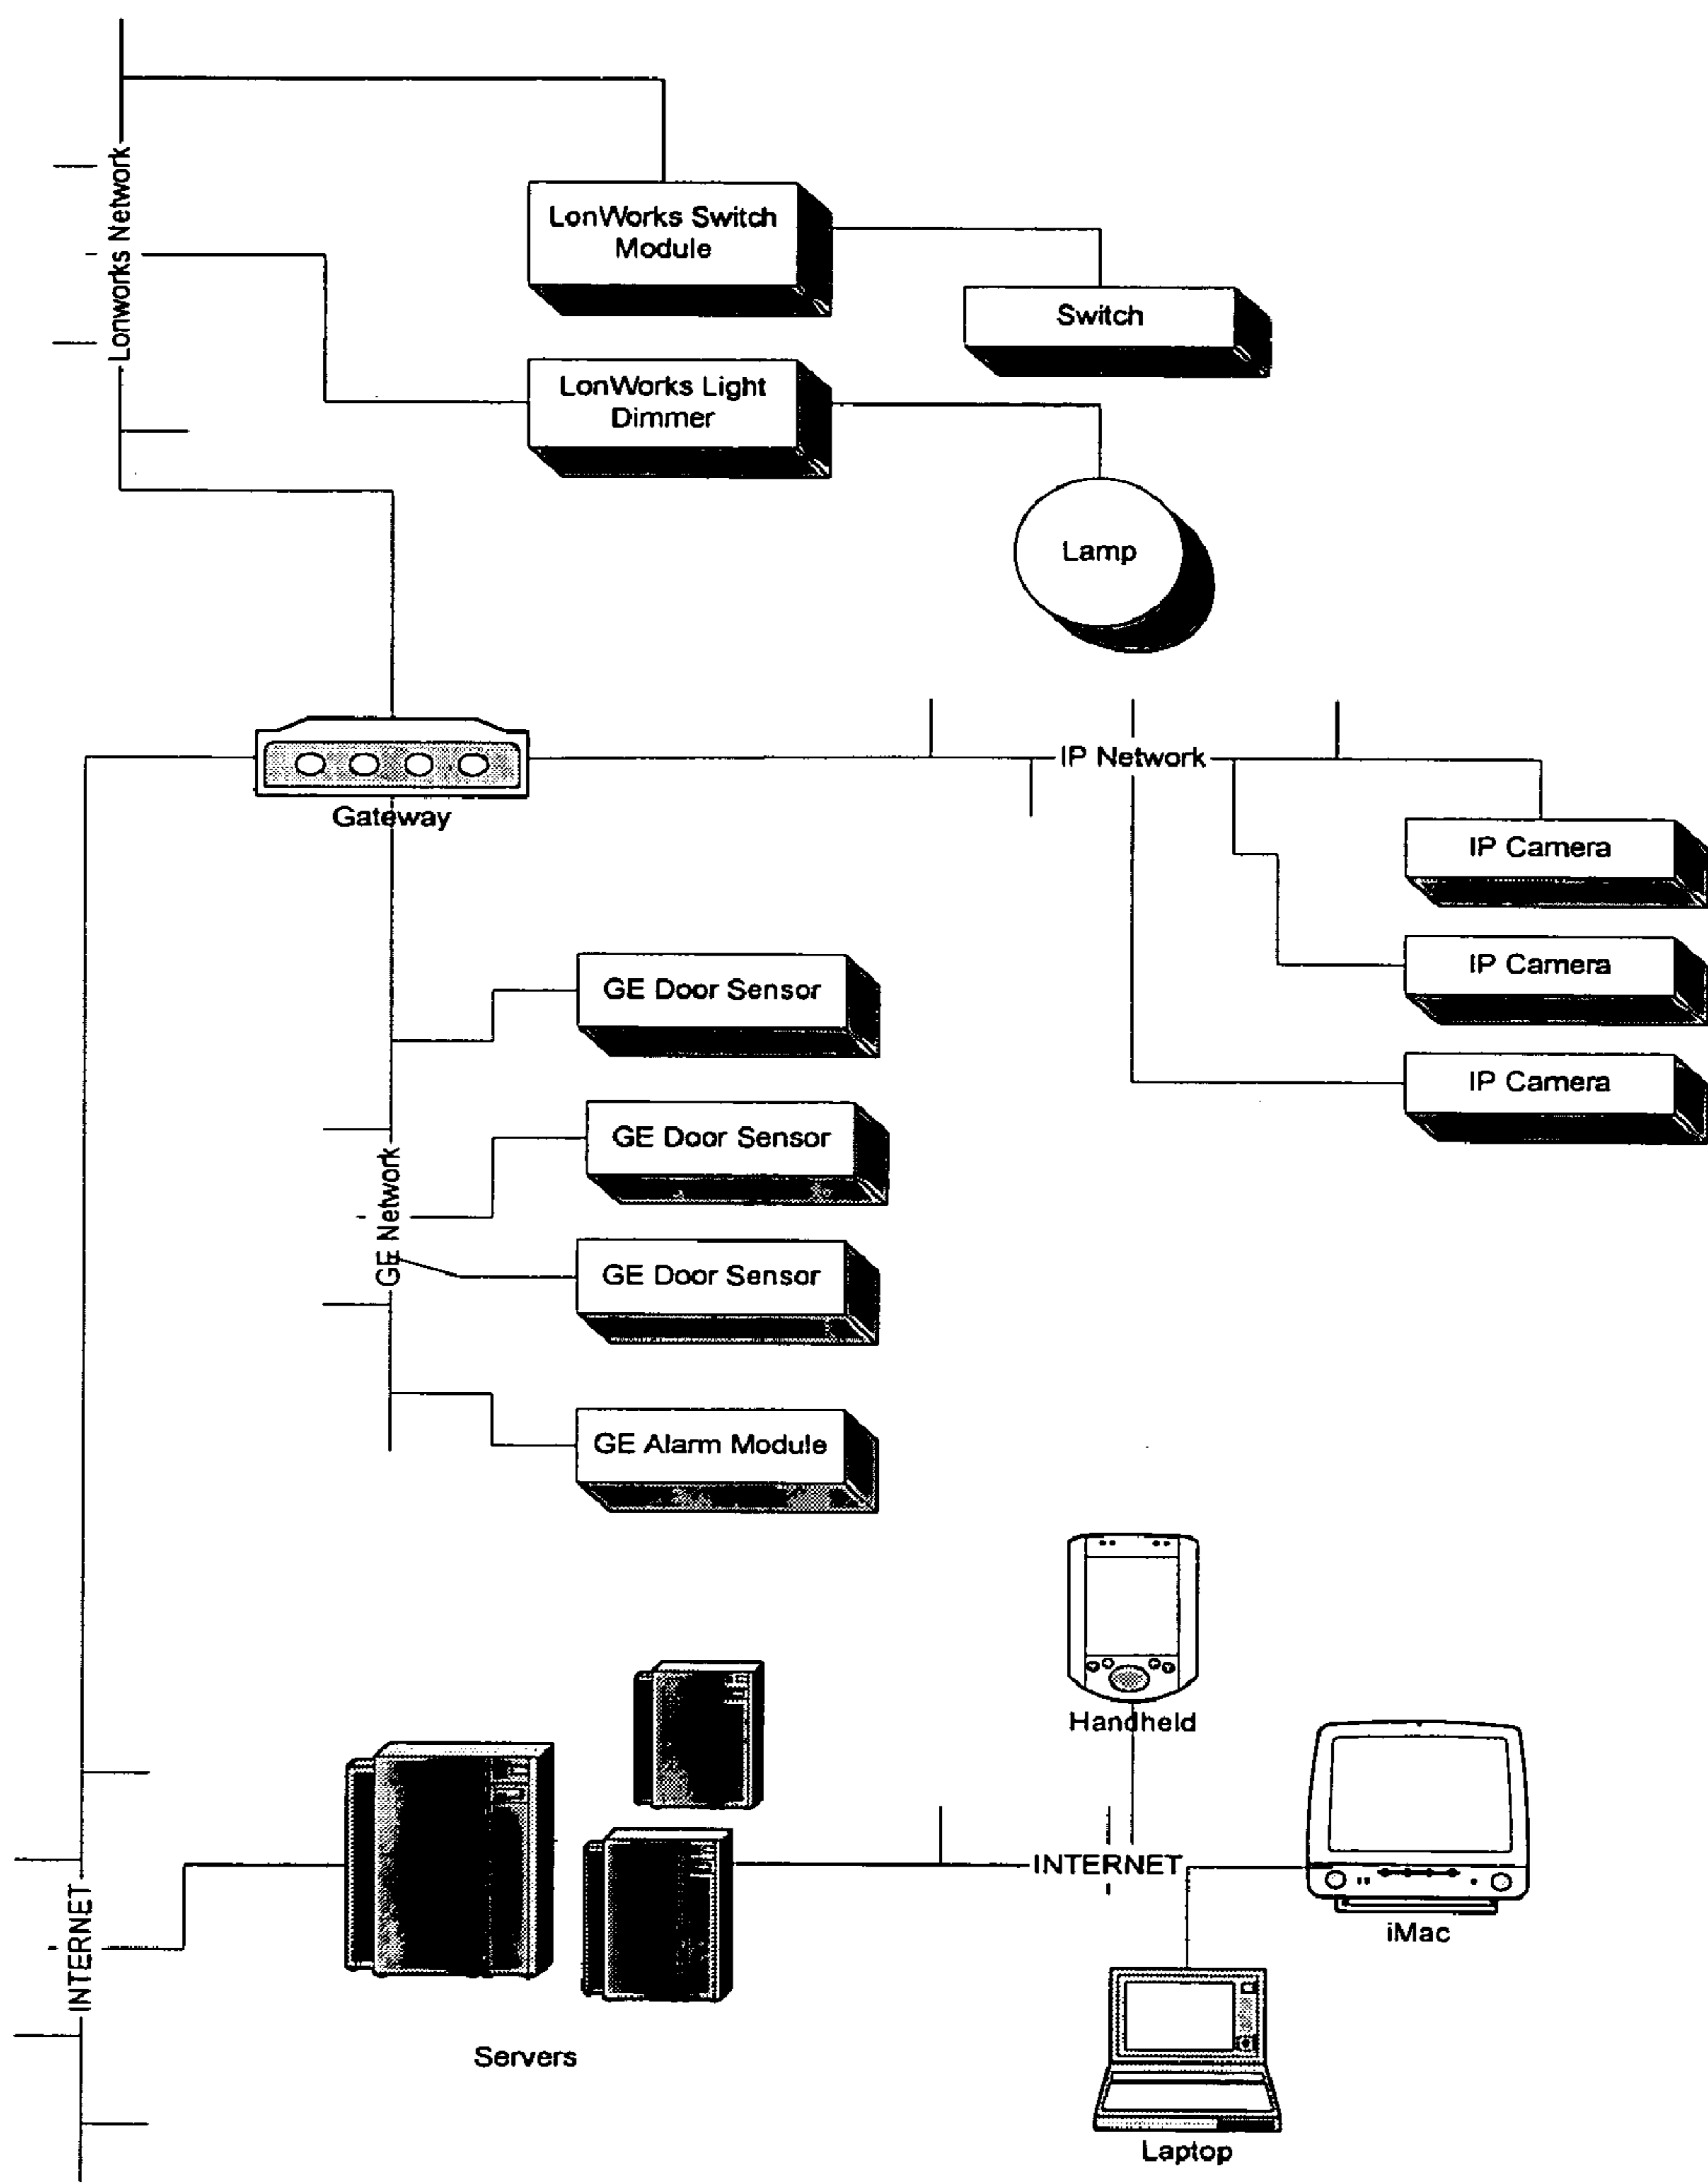 Lonworks Network
LonWorks Switch
Module
Switch
LonWorks Light
Dimmer
Lamp
IP Network
Gateway
IP Camera
IP Camera
IP Camera
GE Door Sensor
GE Door Sensor
GE Network
GE Door Sensor
GE Alarm Module
Handheld
INTERNET
iMac
INTERNET
Servers
Laptop